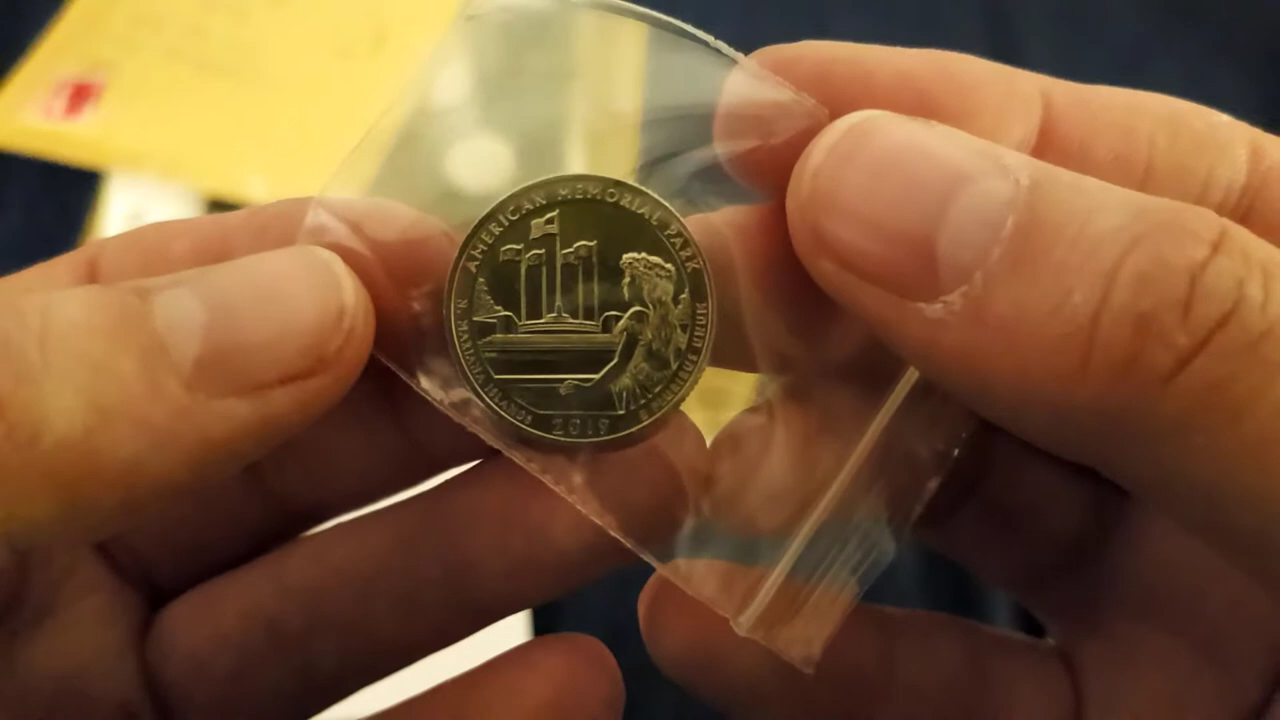 AMERICAN MEMORIAL PARK
N. MARIANA ISLANDS
2019
E PLURIBUS UNUM